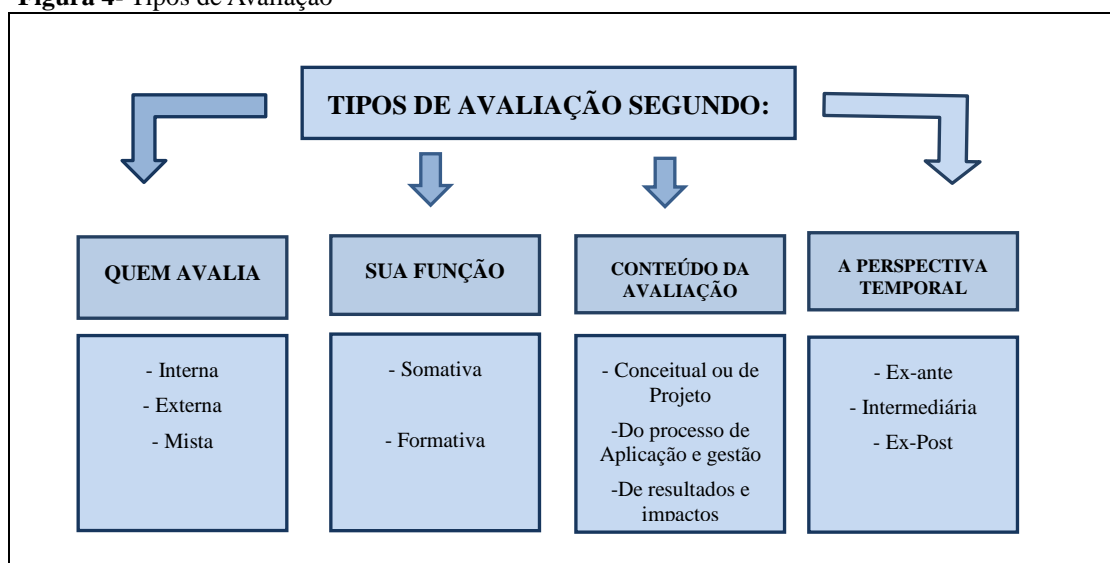 Figura 4- Tipos de Avaliação
TIPOS DE AVALIAÇÃO SEGUNDO:
QUEM AVALIA
- Interna
- Externa
- Mista
SUA FUNÇÃO
- Somativa
- Formativa
CONTEÚDO DA
AVALIAÇÃO
- Conceitual ou de
Projeto
-Do processo de
Aplicação e gestão
-De resultados e
impactos
A PERSPECTIVA
TEMPORAL
- Ex-ante
- Intermediária
- Ex-Post